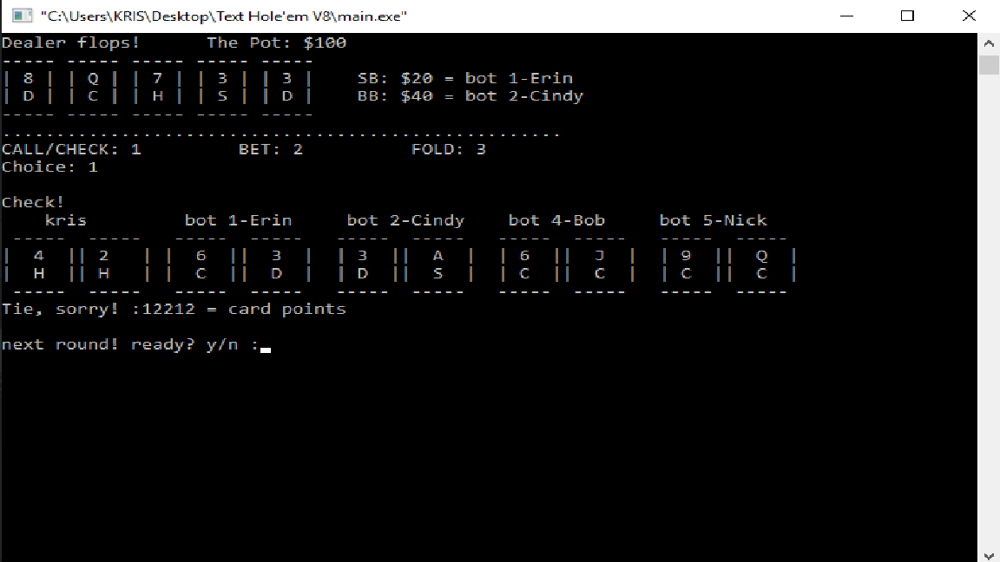 "C:\Users\KRIS\Desktop\Text Hole'em V8\main.exe"
Dealer flops! The Pot: $100
----- ----- ----- ----- -----
| 8 | | Q | | 7 | | 3 | | 3 | SB: $20 = bot 1-Erin
| D | | C | | H | | S | | D | BB: $40 = bot 2-Cindy
----- ----- ----- ----- -----
....................................................
CALL/CHECK: 1 BET: 2 FOLD: 3
Choice: 1
Check!
kris bot 1-Erin bot 2-Cindy bot 4-Bob bot 5-Nick
----- ----- ----- ----- ----- ----- ----- ----- ----- -----
| 4 || 2 | | 6 || 3 | | 3 || A | | 6 || J | | 9 || Q |
| H || H | | C || D | | D || S | | C || C | | C || C |
----- ----- ----- ----- ----- ----- ----- ----- ----- -----
Tie, sorry! :12212 = card points
next round! ready? y/n :